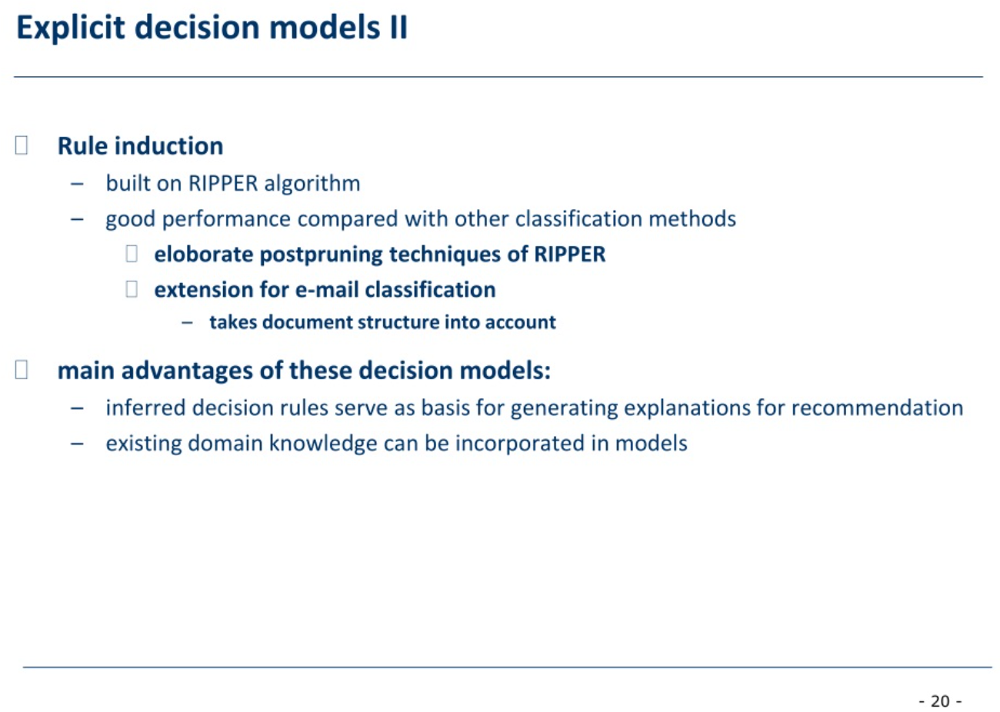 Explicit decision models II
Rule induction
– built on RIPPER algorithm
– good performance compared with other classification methods
eloborate postpruning techniques of RIPPER
extension for e-mail classification
– takes document structure into account
main advantages of these decision models:
– inferred decision rules serve as basis for generating explanations for recommendation
– existing domain knowledge can be incorporated in models
- 20 -